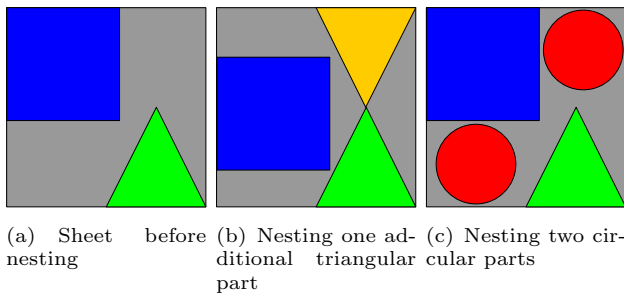 (a) Sheet before
nesting
(b) Nesting one ad-
ditional triangular
part
(c) Nesting two cir-
cular parts